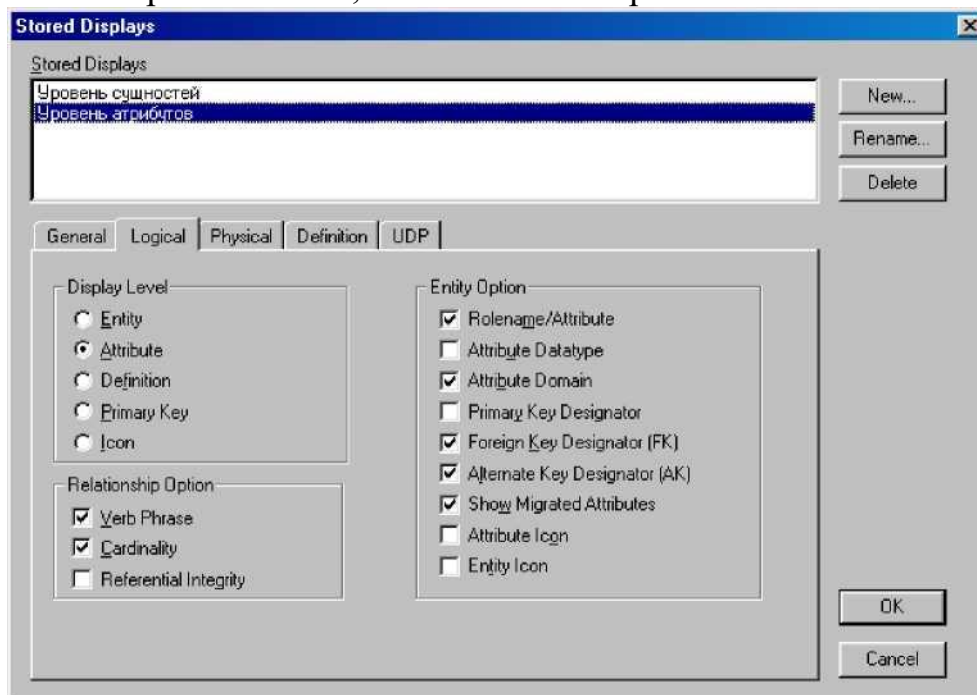 Stored Displays
Stored Displays
Уровень сущностей
Уровень атрибутов
New...
Rename...
Delete
General Logical Physical Definition UDP
Display Level
Entity
Attribute
Definition
Primary Key
Icon
Relationship Option
Verb Phrase
Cardinality
Referential Integrity
Entity Option
Rolename/Attribute
Attribute Datatype
Attribute Domain
Primary Key Designator
Foreign Key Designator (FK)
Alternate Key Designator (AK)
Show Migrated Attributes
Attribute Icon
Entity Icon
OK
Cancel